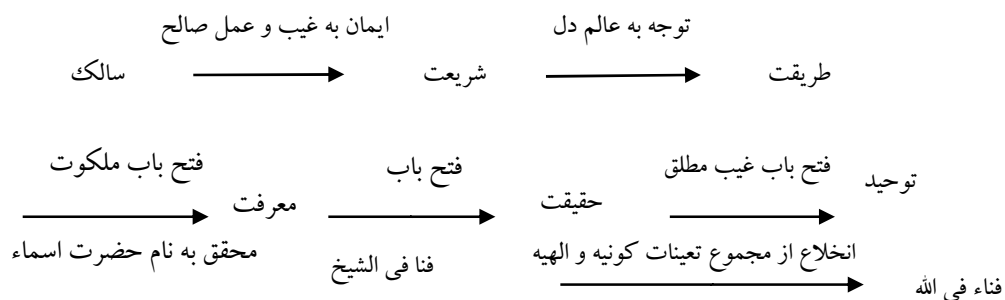 ایمان به غیب و عمل صالح
توجه به عالم دل
سالك
شریعت
طریقت
فتح باب ملکوت
فتح باب
فتح باب غیب مطلق
توحید
معرفت
حقیقت
محقق به نام حضرت اسماء
فنا فی الشیخ
انخلاع از مجموع تعینات کونیه و الهیه
فناء فی الله